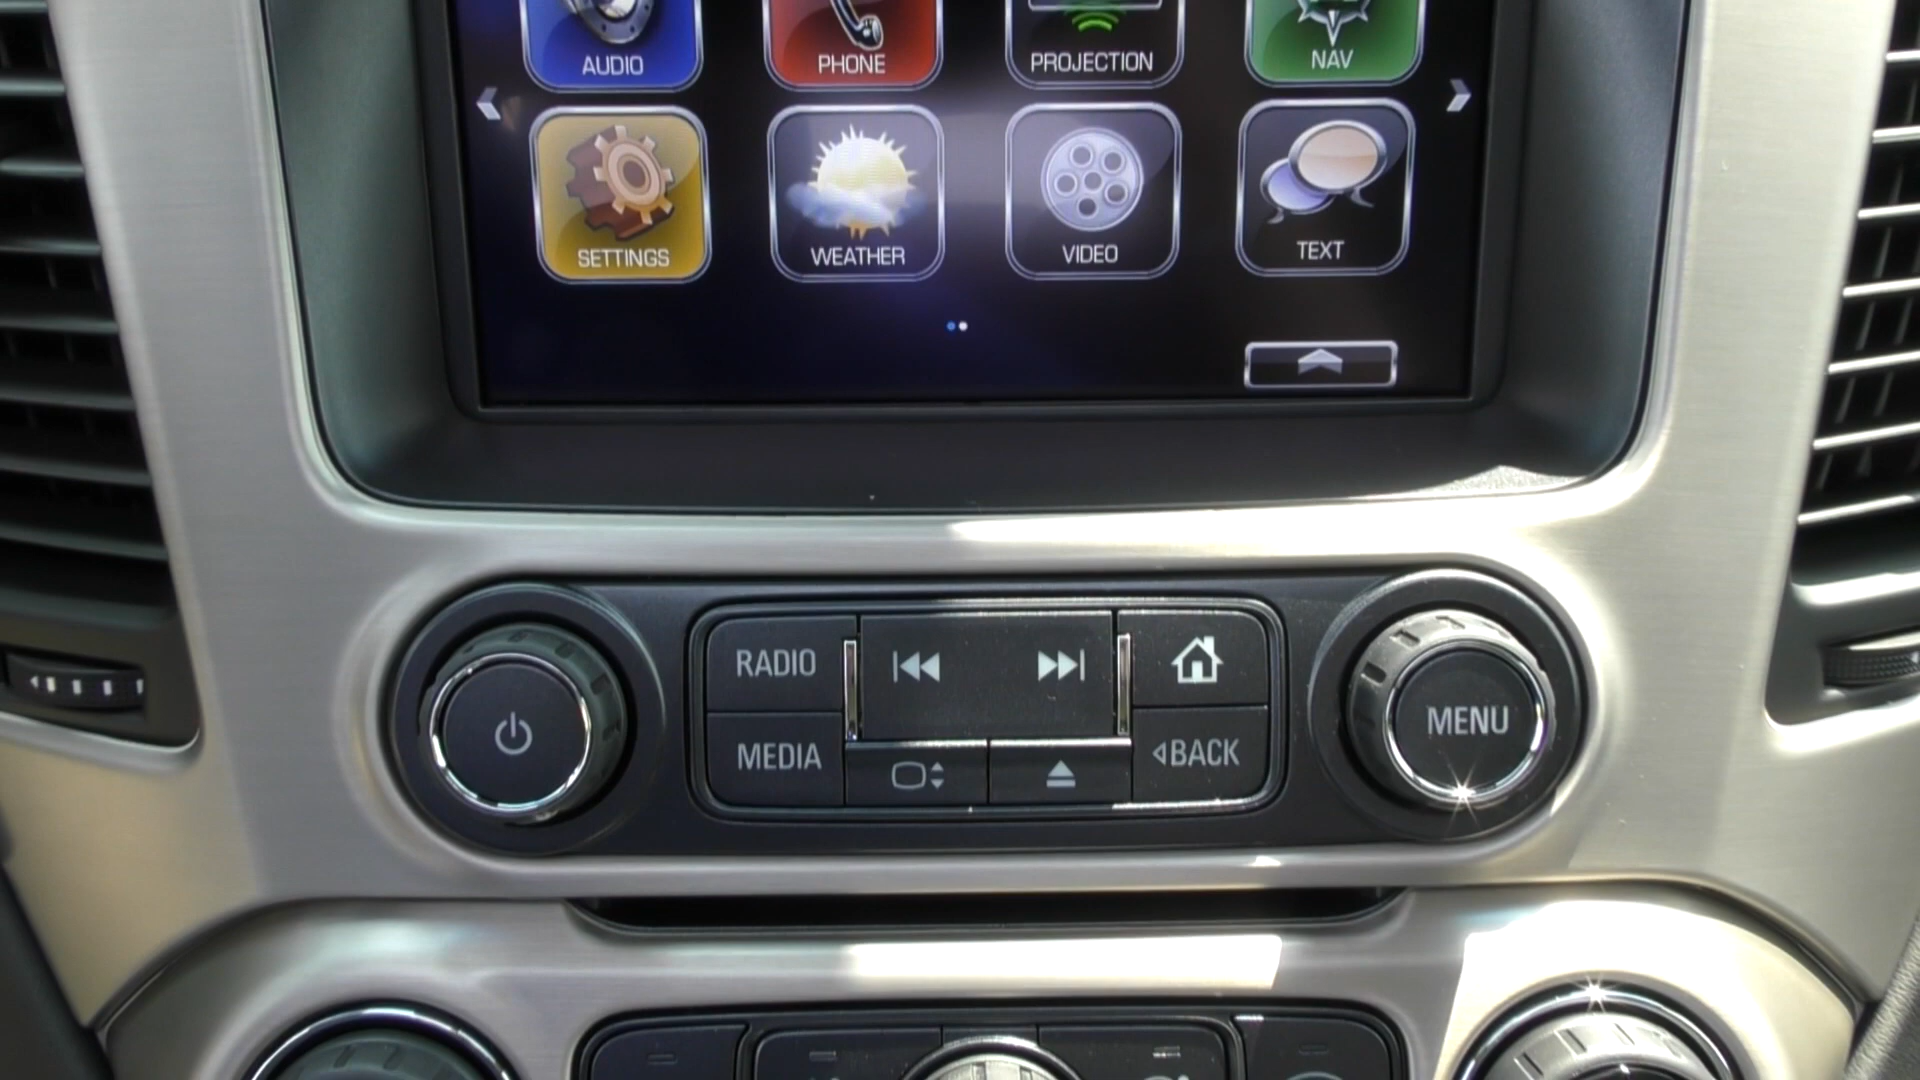 AUDIO
PHONE
PROJECTION
NAV
SETTINGS
WEATHER
VIDEO
TEXT
RADIO
MEDIA
BACK
MENU